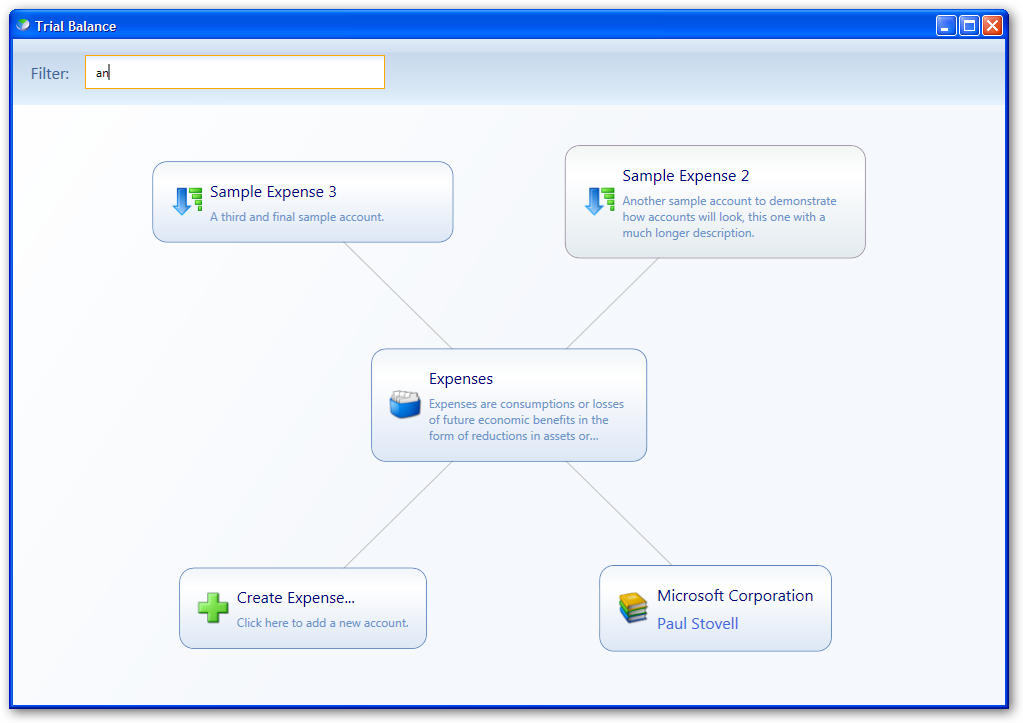 Trial Balance
Filter:
an
Sample Expense 3
A third and final sample account.
Sample Expense 2
Another sample account to demonstrate
how accounts will look, this one with a
much longer description.
Expenses
Expenses are consumptions or losses
of future economic benefits in the
form of reductions in assets or...
Create Expense...
Click here to add a new account.
Microsoft Corporation
Paul Stovell